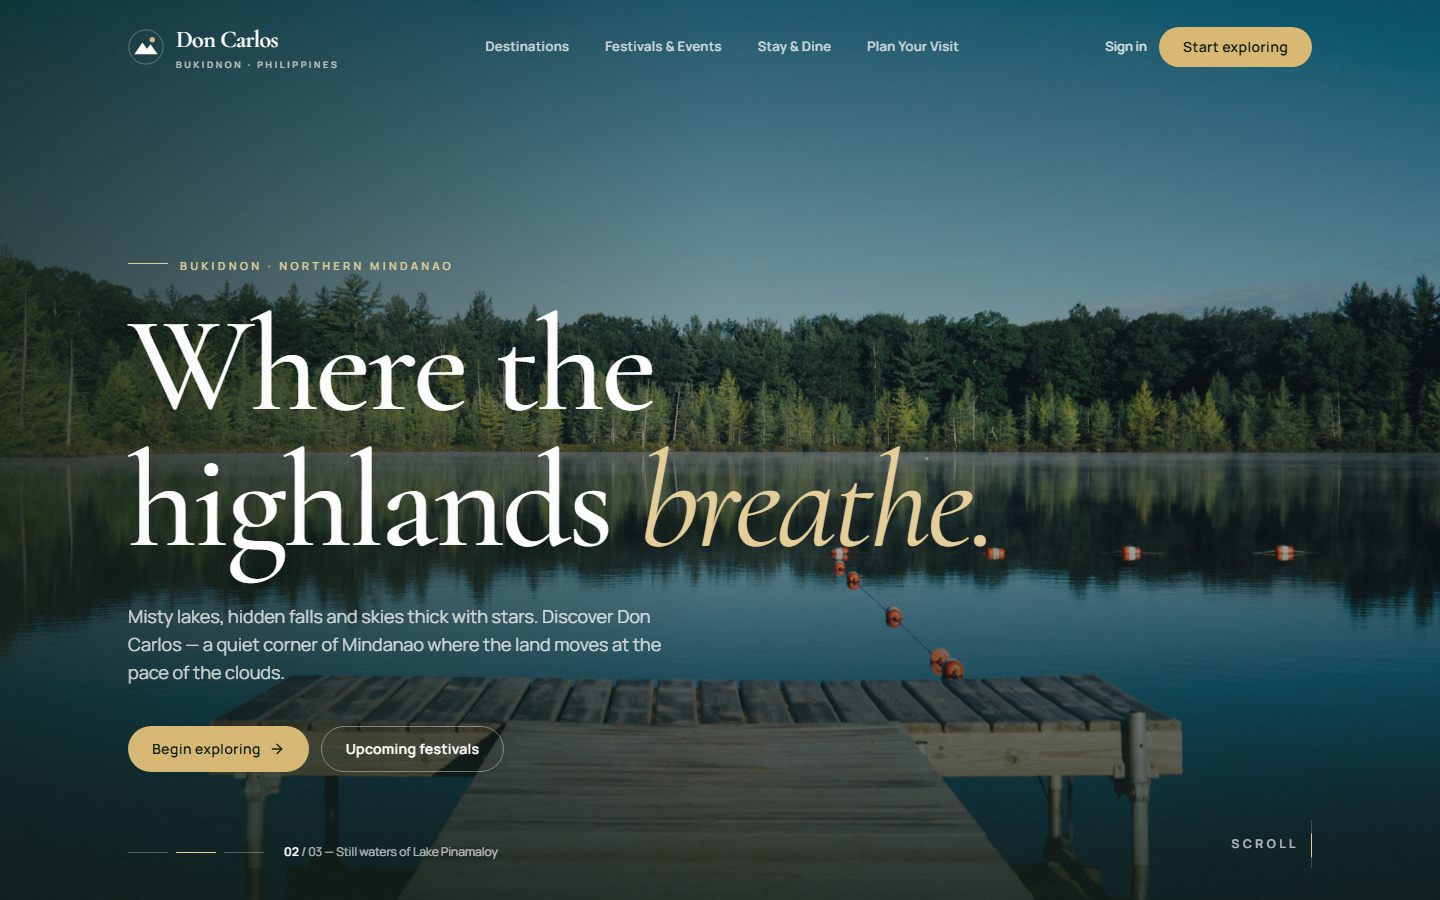 Don Carlos
BUKIDNON · PHILIPPINES
Destinations
Festivals & Events
Stay & Dine
Plan Your Visit
Sign in
Start exploring
BUKIDNON · NORTHERN MINDANAO
Where the
highlands breathe.
Misty lakes, hidden falls and skies thick with stars. Discover Don
Carlos — a quiet corner of Mindanao where the land moves at the
pace of the clouds.
Begin exploring →
Upcoming festivals
02 / 03 — Still waters of Lake Pinamaloy
SCROLL